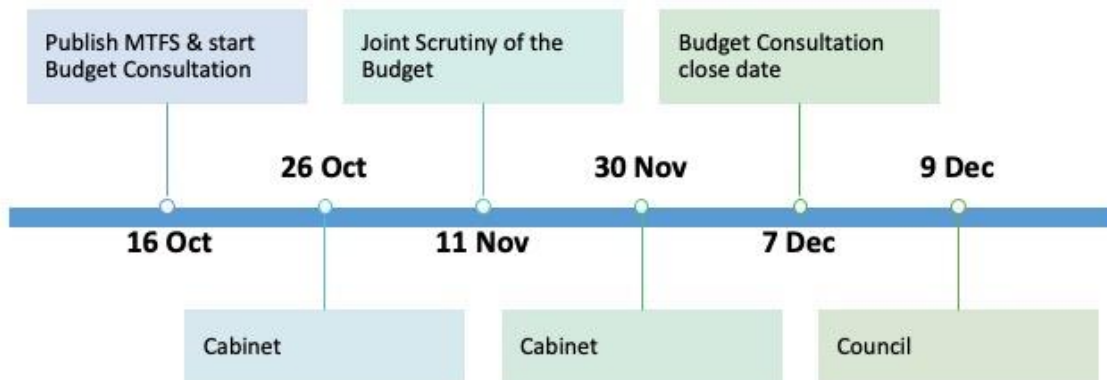 Publish MTFS & start
Budget Consultation
Joint Scrutiny of the
Budget
Budget Consultation
close date
26 Oct
30 Nov
9 Dec
16 Oct
11 Nov
7 Dec
Cabinet
Cabinet
Council